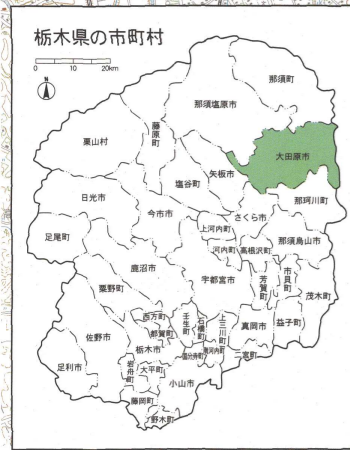 栃木県の市町村
0 10 20km
N
那須町
那須塩原市
藤原町
栗山村
大田原市
矢板市
塩谷町
日光市
那珂川町
今市市
さくら市
足尾町
上河内町
那須烏山市
河内町
高根沢町
鹿沼市
宇都宮市
芳賀町
市貝町
粟野町
茂木町
西方町
壬生町
石橋町
上三川町
真岡市
益子町
都賀町
佐野市
栃木市
国分寺町
南河内町
二宮町
岩舟町
大平町
足利市
小山市
藤岡町
野木町